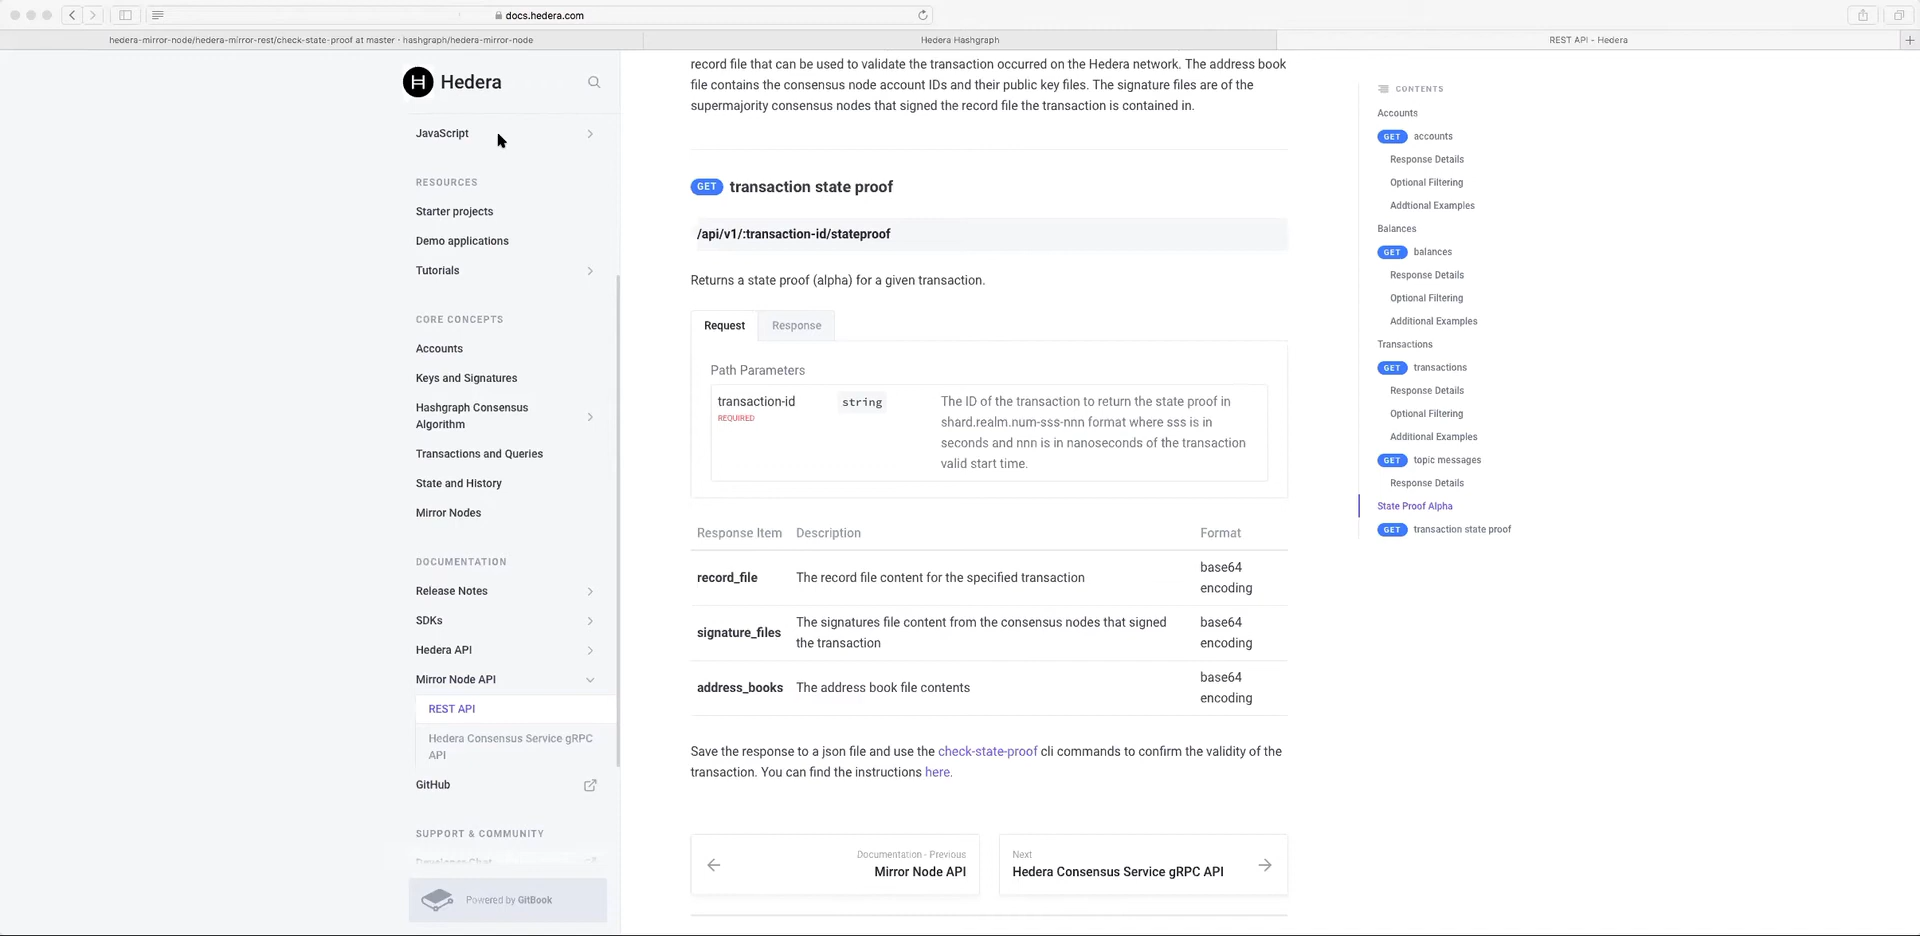 docs.hedera.com
hedera-mirror-node/hedera-mirror-rest/check-state-proof at master · hashgraph/hedera-mirror-node
Hedera Hashgraph
REST API - Hedera
Hedera
JavaScript
RESOURCES
Starter projects
Demo applications
Tutorials
CORE CONCEPTS
Accounts
Keys and Signatures
Hashgraph Consensus
Algorithm
Transactions and Queries
State and History
Mirror Nodes
DOCUMENTATION
Release Notes
SDKs
Hedera API
Mirror Node API
REST API
Hedera Consensus Service gRPC
API
GitHub
SUPPORT & COMMUNITY
Developer Chat
Powered by GitBook
record file that can be used to validate the transaction occurred on the Hedera network. The address book
file contains the consensus node account IDs and their public key files. The signature files are of the
supermajority consensus nodes that signed the record file the transaction is contained in.
GET transaction state proof
/api/v1/:transaction-id/stateproof
Returns a state proof (alpha) for a given transaction.
Request Response
Path Parameters
transaction-id string The ID of the transaction to return the state proof in
REQUIRED shard.realm.num-sss-nnn format where sss is in
seconds and nnn is in nanoseconds of the transaction
valid start time.
Response Item Description Format
record_file The record file content for the specified transaction base64
encoding
signature_files The signatures file content from the consensus nodes that signed base64
the transaction encoding
address_books The address book file contents base64
encoding
Save the response to a json file and use the check-state-proof cli commands to confirm the validity of the
transaction. You can find the instructions here.
Documentation - Previous
Mirror Node API
Next
Hedera Consensus Service gRPC API
CONTENTS
Accounts
GET accounts
Response Details
Optional Filtering
Addtional Examples
Balances
GET balances
Response Details
Optional Filtering
Additional Examples
Transactions
GET transactions
Response Details
Optional Filtering
Additional Examples
GET topic messages
Response Details
State Proof Alpha
GET transaction state proof